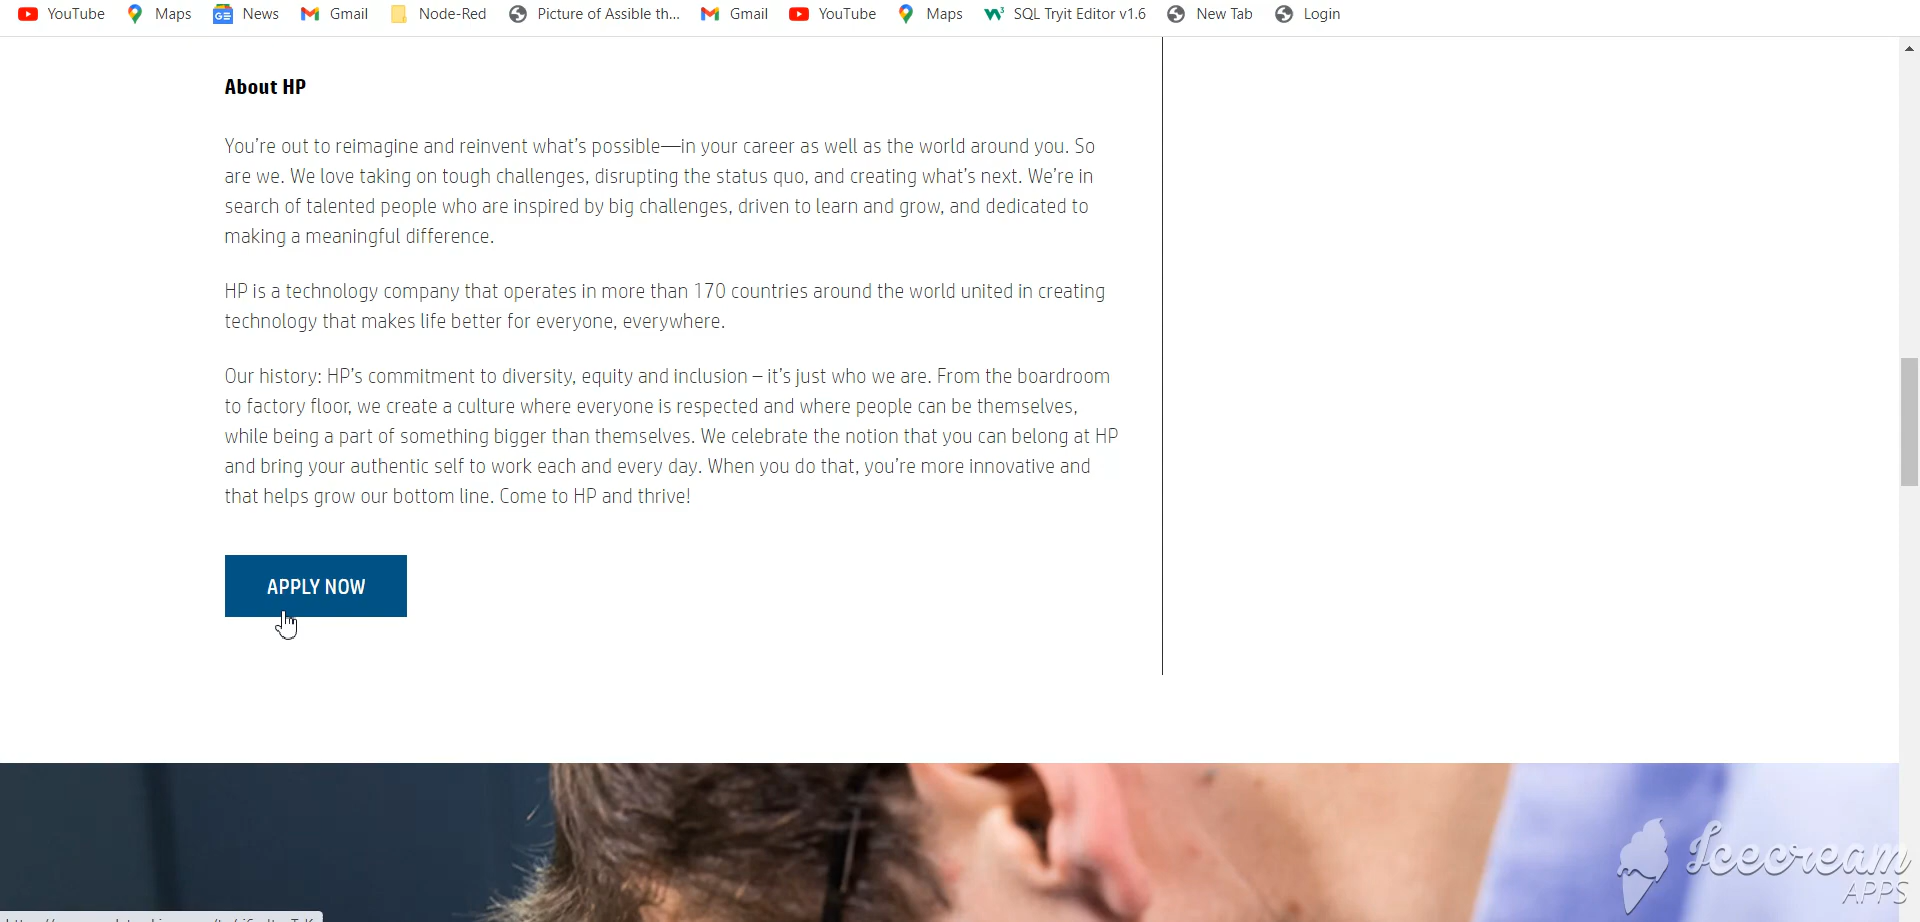 YouTube Maps News Gmail Node-Red Picture of Assible th... Gmail YouTube Maps SQL Tryit Editor v1.6 New Tab Login
About HP
You're out to reimagine and reinvent what's possible—in your career as well as the world around you. So
are we. We love taking on tough challenges, disrupting the status quo, and creating what's next. We're in
search of talented people who are inspired by big challenges, driven to learn and grow, and dedicated to
making a meaningful difference.
HP is a technology company that operates in more than 170 countries around the world united in creating
technology that makes life better for everyone, everywhere.
Our history: HP's commitment to diversity, equity and inclusion – it's just who we are. From the boardroom
to factory floor, we create a culture where everyone is respected and where people can be themselves,
while being a part of something bigger than themselves. We celebrate the notion that you can belong at HP
and bring your authentic self to work each and every day. When you do that, you're more innovative and
that helps grow our bottom line. Come to HP and thrive!
APPLY NOW
Icecream
APPS